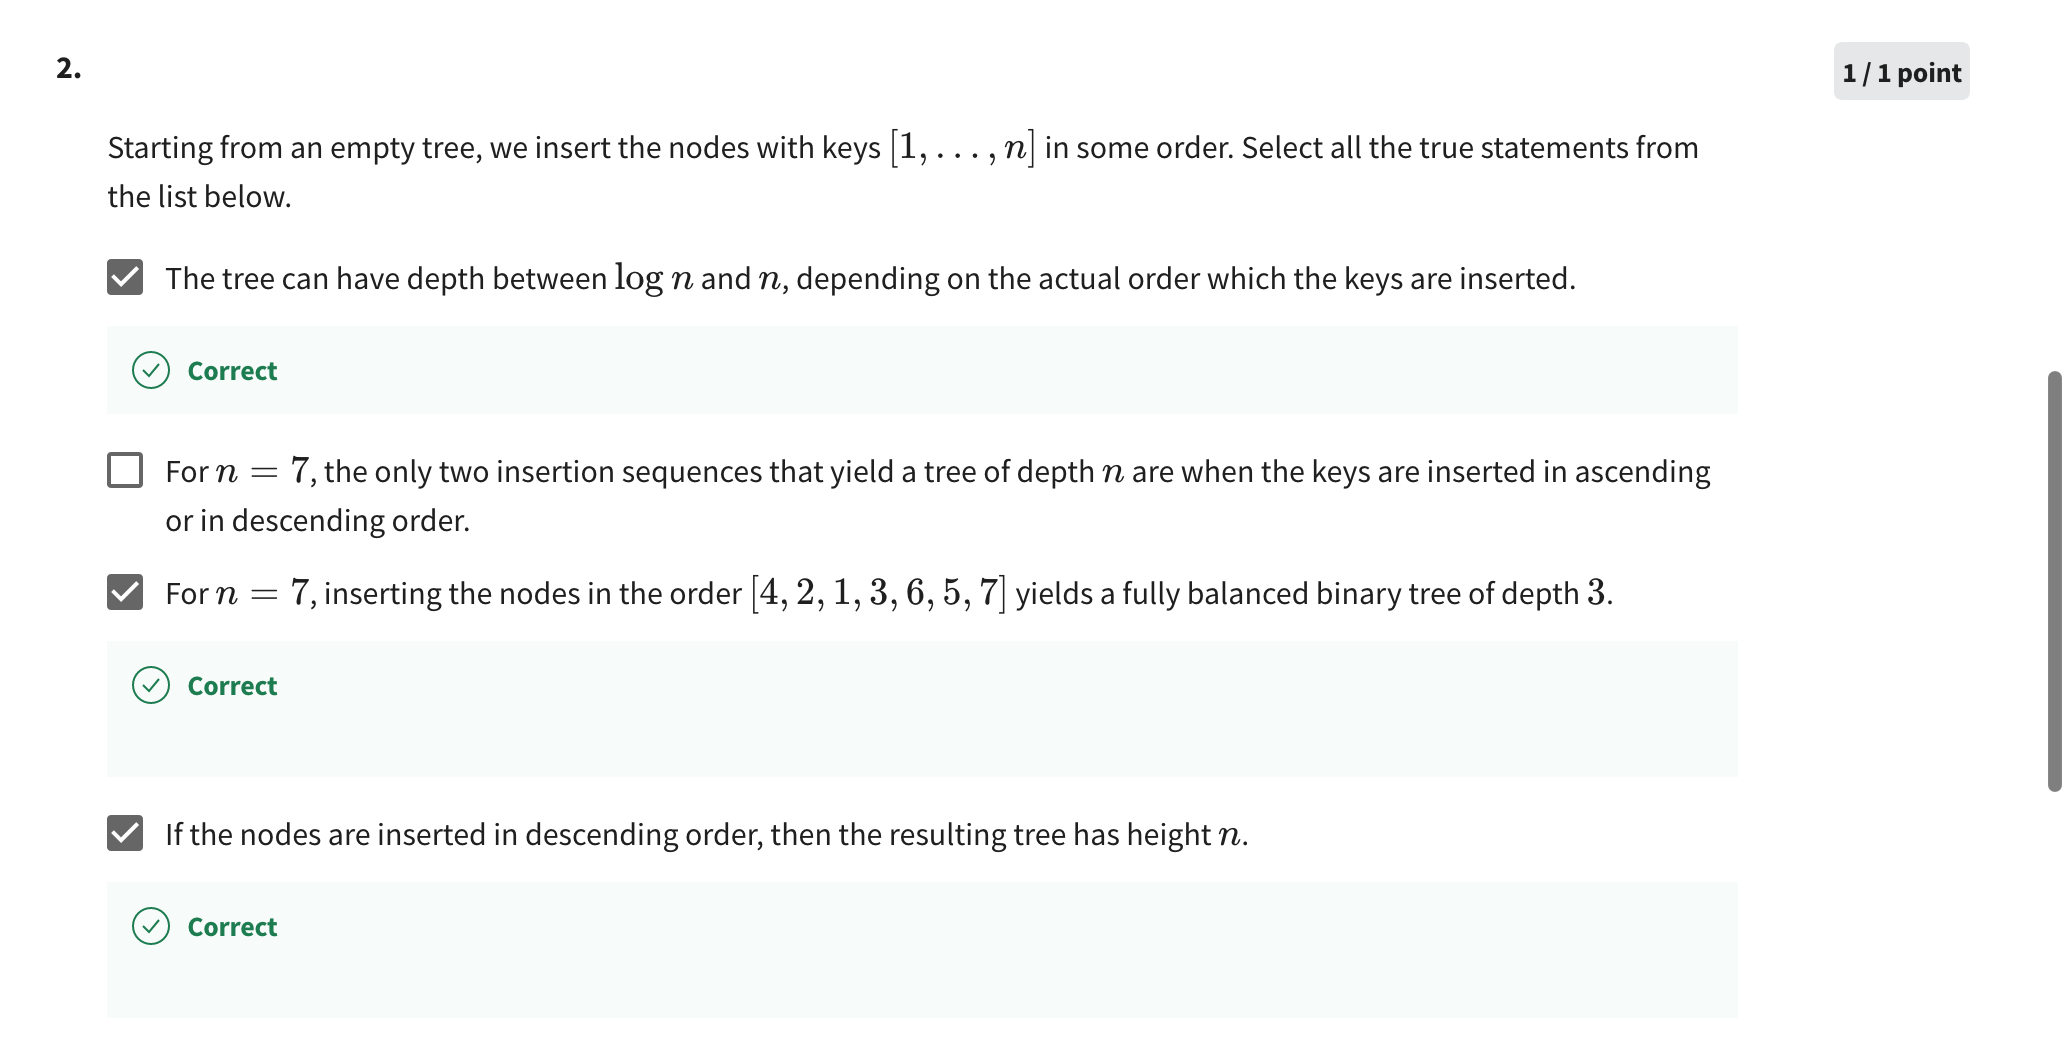 2.
1 / 1 point
Starting from an empty tree, we insert the nodes with keys [1, . . . , n] in some order. Select all the true statements from
the list below.
The tree can have depth between log n and n, depending on the actual order which the keys are inserted.
Correct
For n = 7, the only two insertion sequences that yield a tree of depth n are when the keys are inserted in ascending
or in descending order.
For n = 7, inserting the nodes in the order [4, 2, 1, 3, 6, 5, 7] yields a fully balanced binary tree of depth 3.
Correct
If the nodes are inserted in descending order, then the resulting tree has height n.
Correct